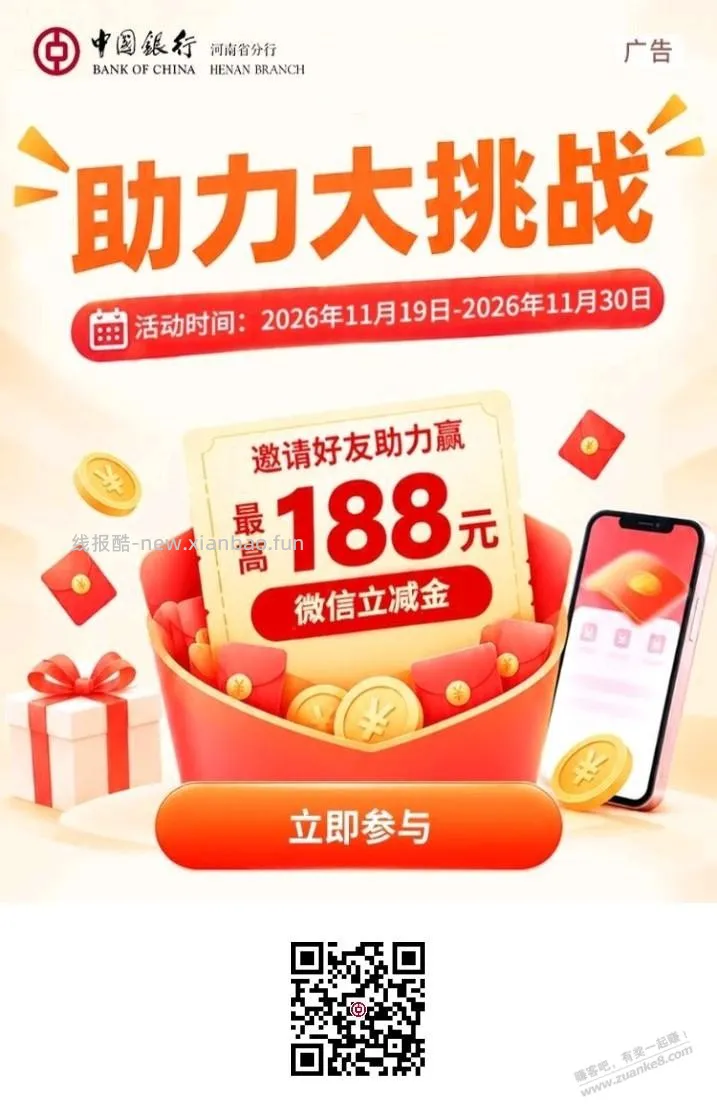 中國銀行 河南省分行
BANK OF CHINA HENAN BRANCH
广告
助力大挑战
活动时间：2026年11月19日-2026年11月30日
邀请好友助力赢
最高188元
微信立减金
线报酷-new.xianbao.fun
立即参与
赚客吧，有奖一起赚！
www.zuanke8.com